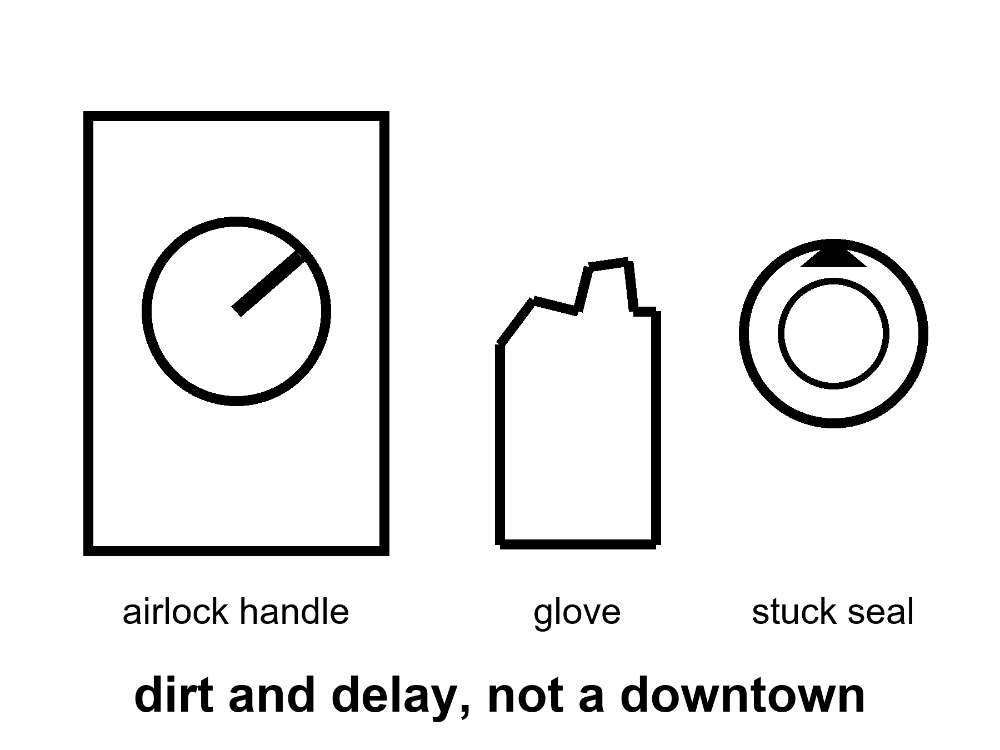 airlock handle glove stuck seal
dirt and delay, not a downtown